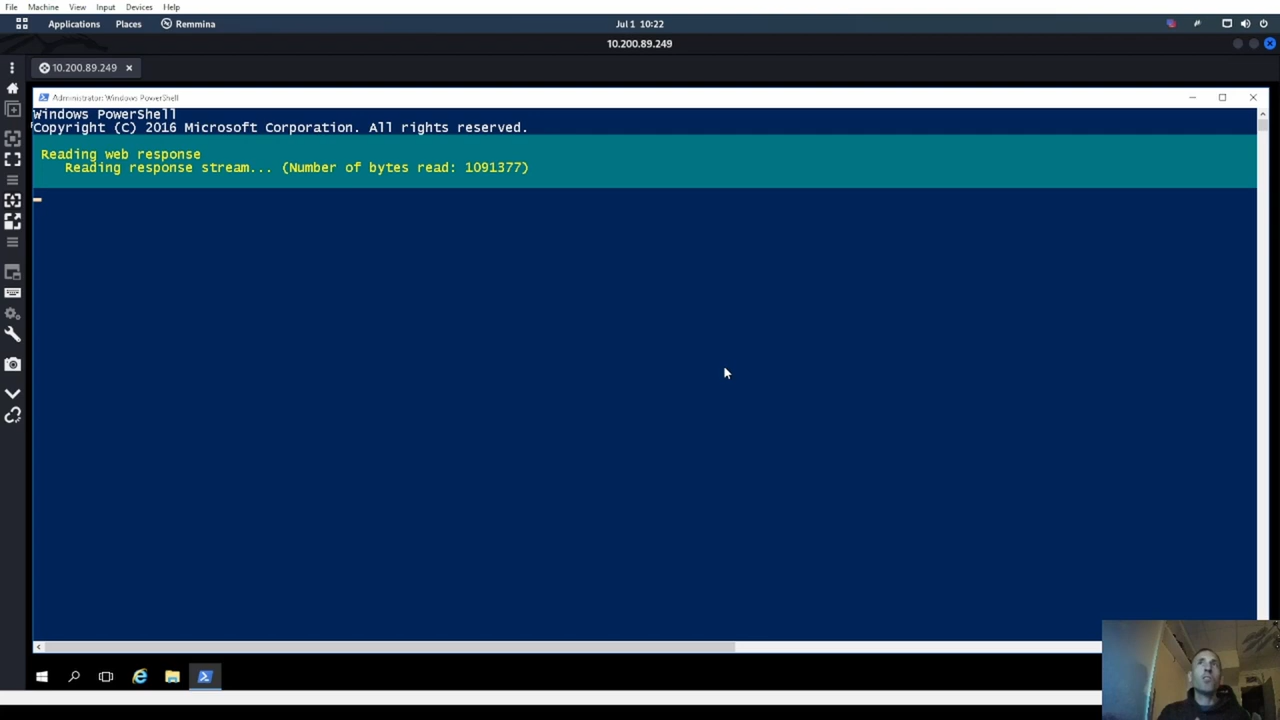 File Machine View Input Devices Help
Applications Places Remmina Jul 1 10:22
10.200.89.249
10.200.89.249
Administrator: Windows PowerShell
Windows PowerShell
Copyright (C) 2016 Microsoft Corporation. All rights reserved.
Reading web response
Reading response stream... (Number of bytes read: 1091377)